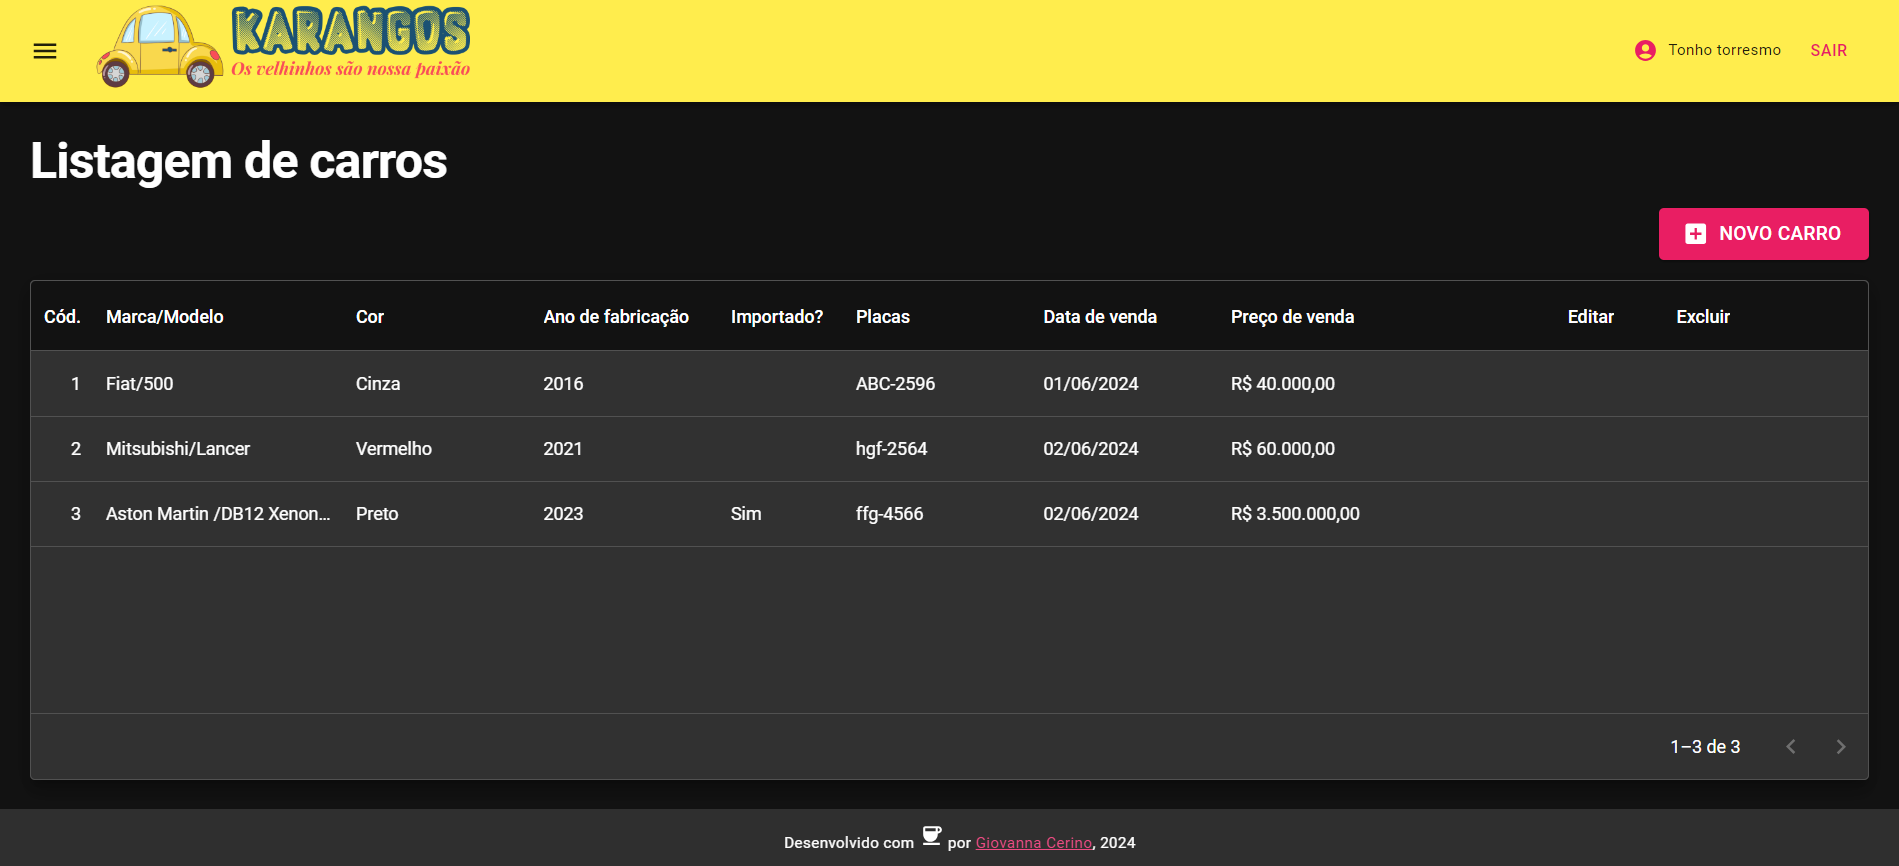 KARANGOS
Os velhinhos são nossa paixão
Tonho torresmo SAIR
Listagem de carros
NOVO CARRO
Cód. Marca/Modelo Cor Ano de fabricação Importado? Placas Data de venda Preço de venda Editar Excluir
1 Fiat/500 Cinza 2016 ABC-2596 01/06/2024 R$ 40.000,00
2 Mitsubishi/Lancer Vermelho 2021 hgf-2564 02/06/2024 R$ 60.000,00
3 Aston Martin /DB12 Xenon... Preto 2023 Sim ffg-4566 02/06/2024 R$ 3.500.000,00
1–3 de 3
Desenvolvido com por Giovanna Cerino, 2024